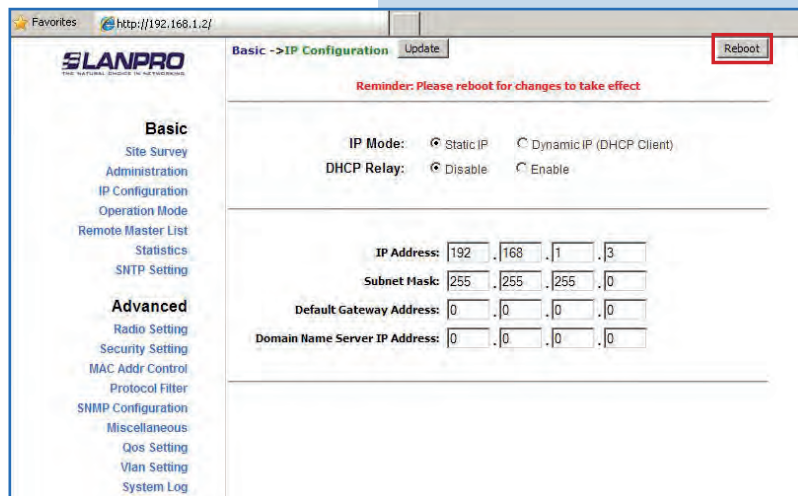 Favorites http://192.168.1.2/
LANPRO
THE NATURAL CHOICE IN NETWORKING
Basic ->IP Configuration Update Reboot
Reminder: Please reboot for changes to take effect
Basic
Site Survey
Administration
IP Configuration
Operation Mode
Remote Master List
Statistics
SNTP Setting
Advanced
Radio Setting
Security Setting
MAC Addr Control
Protocol Filter
SNMP Configuration
Miscellaneous
Qos Setting
Vlan Setting
System Log
IP Mode: Static IP Dynamic IP (DHCP Client)
DHCP Relay: Disable Enable
IP Address: 192 . 168 . 1 . 3
Subnet Mask: 255 . 255 . 255 . 0
Default Gateway Address: 0 . 0 . 0 . 0
Domain Name Server IP Address: 0 . 0 . 0 . 0